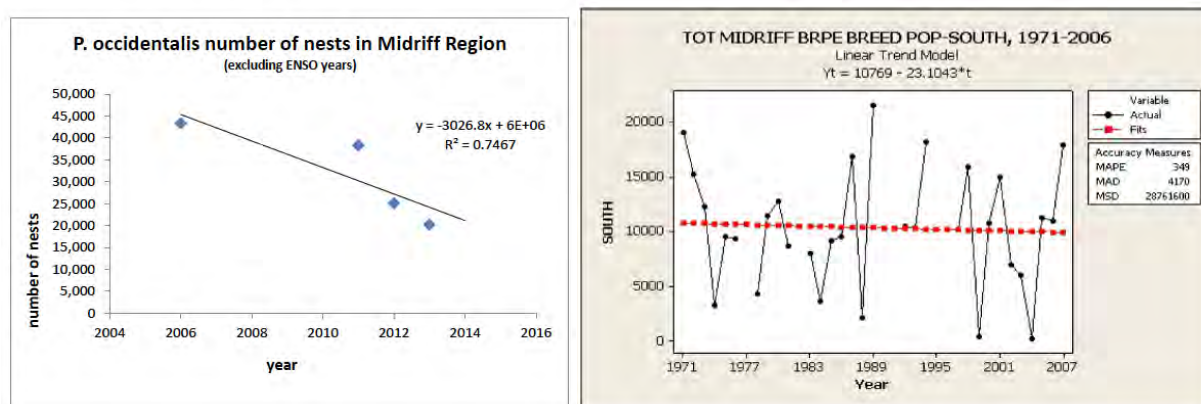 P. occidentalis number of nests in Midriff Region
(excluding ENSO years)
50,000
45,000
40,000
35,000
30,000
25,000
20,000
15,000
10,000
5,000
0
number of nests
y = -3026.8x + 6E+06
R² = 0.7467
2004 2006 2008 2010 2012 2014 2016
year
TOT MIDRIFF BRPE BREED POP-SOUTH, 1971-2006
Linear Trend Model
Yt = 10769 - 23.1043*t
20000
15000
10000
5000
0
SOUTH
1971 1977 1983 1989 1995 2001 2007
Year
Variable
Actual
Fits
Accuracy Measures
MAPE 349
MAD 4170
MSD 28761600